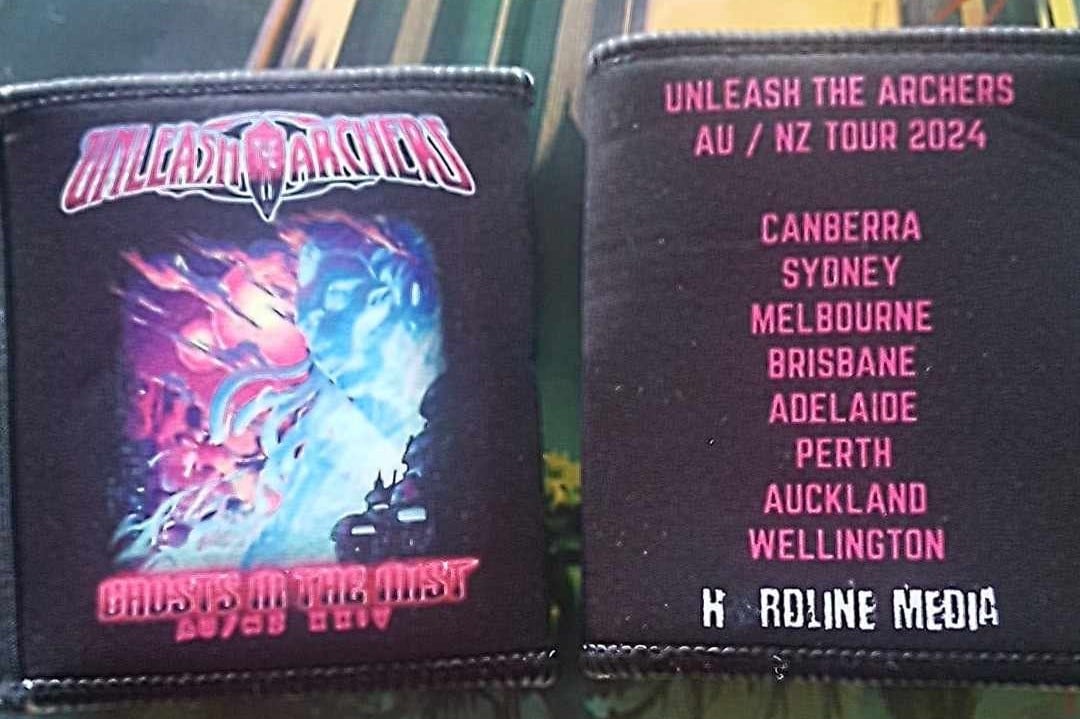 UNLEASH THE ARCHERS
GHOSTS IN THE MIST
UNLEASH THE ARCHERS
AU / NZ TOUR 2024
CANBERRA
SYDNEY
MELBOURNE
BRISBANE
ADELAIDE
PERTH
AUCKLAND
WELLINGTON
H RDLINE MEDIA